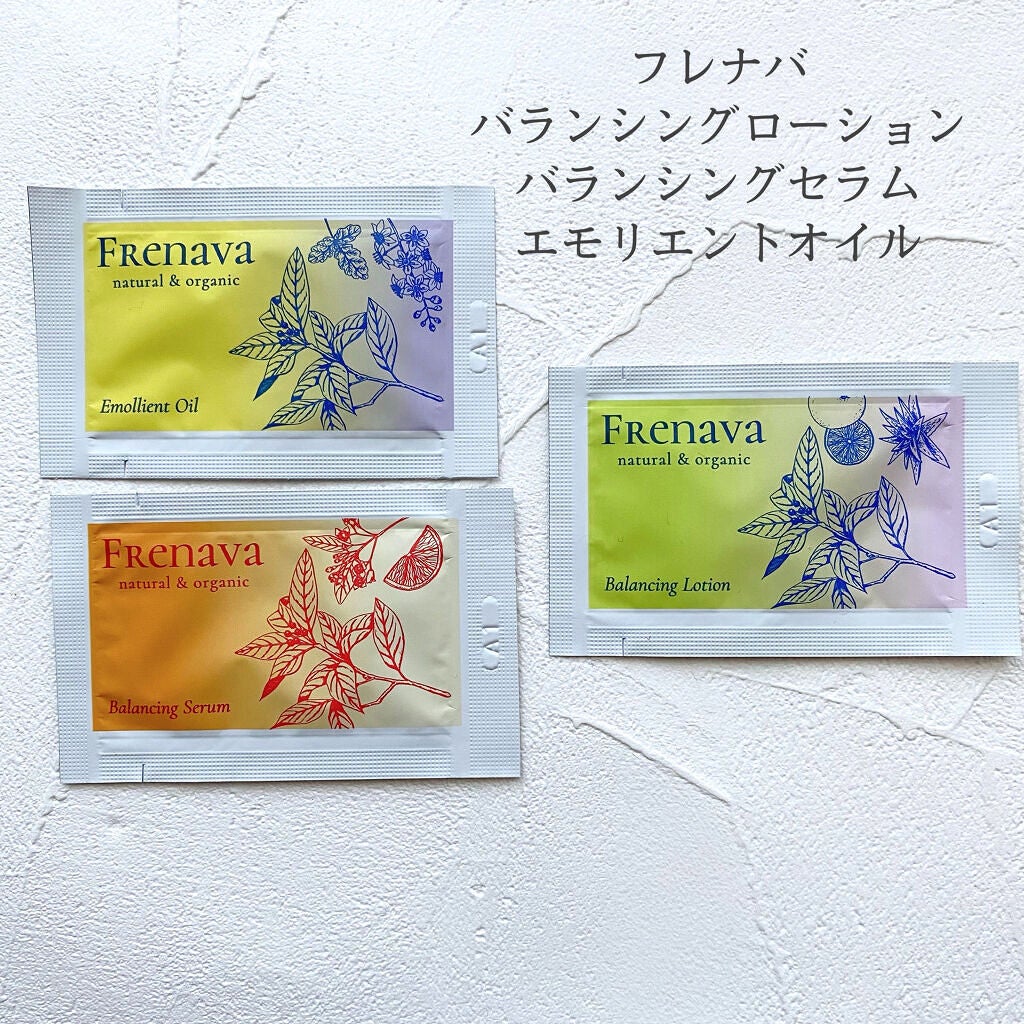 フレナバ
バランシングローション
バランシングセラム
エモリエントオイル
Frenava
natural & organic
Emollient Oil
Frenava
natural & organic
Balancing Lotion
Frenava
natural & organic
Balancing Serum